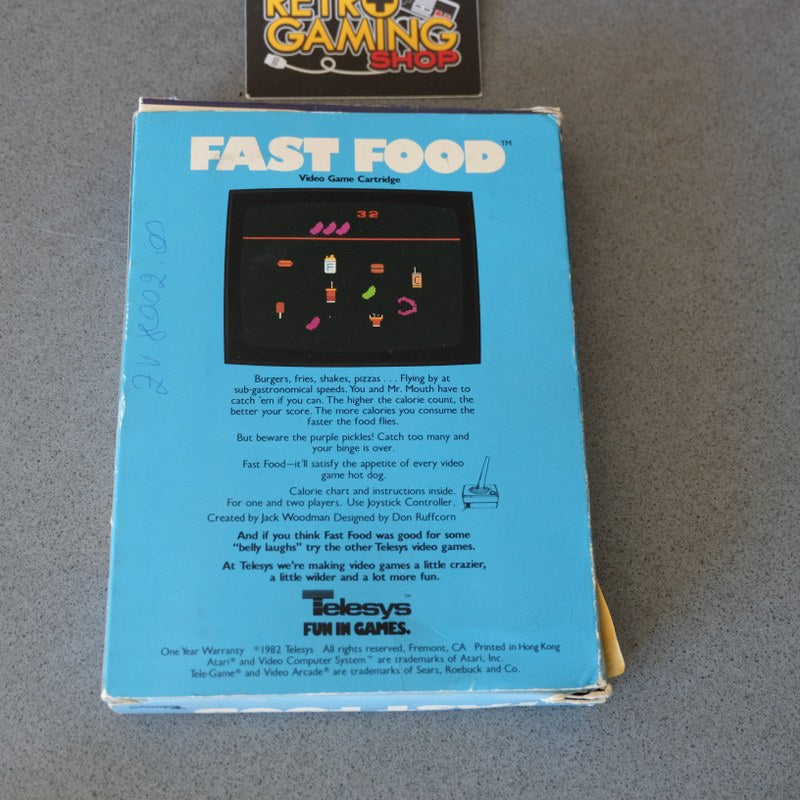 RETRO
GAMING
SHOP
FAST FOOD™
Video Game Cartridge
32
F
C
Burgers, fries, shakes, pizzas . . . Flying by at
sub-gastronomical speeds. You and Mr. Mouth have to
catch 'em if you can. The higher the calorie count, the
better your score. The more calories you consume the
faster the food flies.
But beware the purple pickles! Catch too many and
your binge is over.
Fast Food—it'll satisfy the appetite of every video
game hot dog.
Calorie chart and instructions inside.
For one and two players. Use Joystick Controller.
Created by Jack Woodman Designed by Don Ruffcorn
And if you think Fast Food was good for some
“belly laughs” try the other Telesys video games.
At Telesys we're making video games a little crazier,
a little wilder and a lot more fun.
Telesys™
FUN IN GAMES.
One Year Warranty ©1982 Telesys All rights reserved, Fremont, CA Printed in Hong Kong
Atari® and Video Computer System™ are trademarks of Atari, Inc.
Tele-Game® and Video Arcade® are trademarks of Sears, Roebuck and Co.